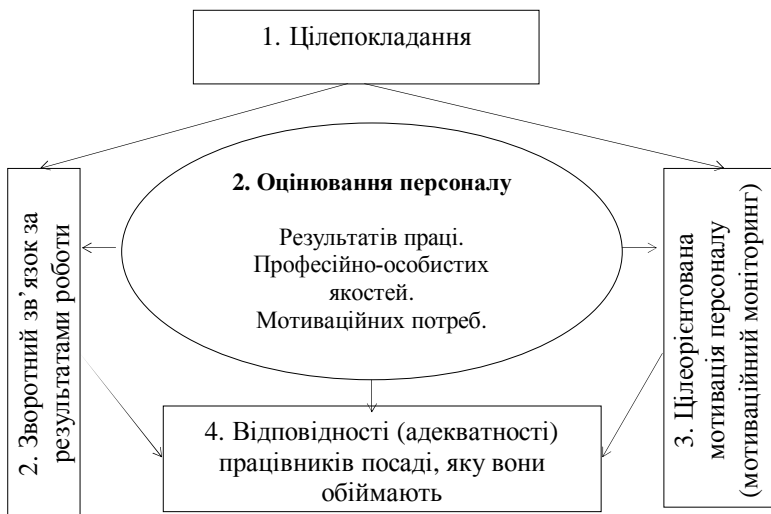 1. Цілепокладання
2. Оцінювання персоналу
Результатів праці.
Професійно-особистих
якостей.
Мотиваційних потреб.
2. Зворотний зв’язок за
результатами роботи
3. Цілеорієнтована
мотивація персоналу
(мотиваційний моніторинг)
4. Відповідності (адекватності)
працівників посаді, яку вони
обіймають